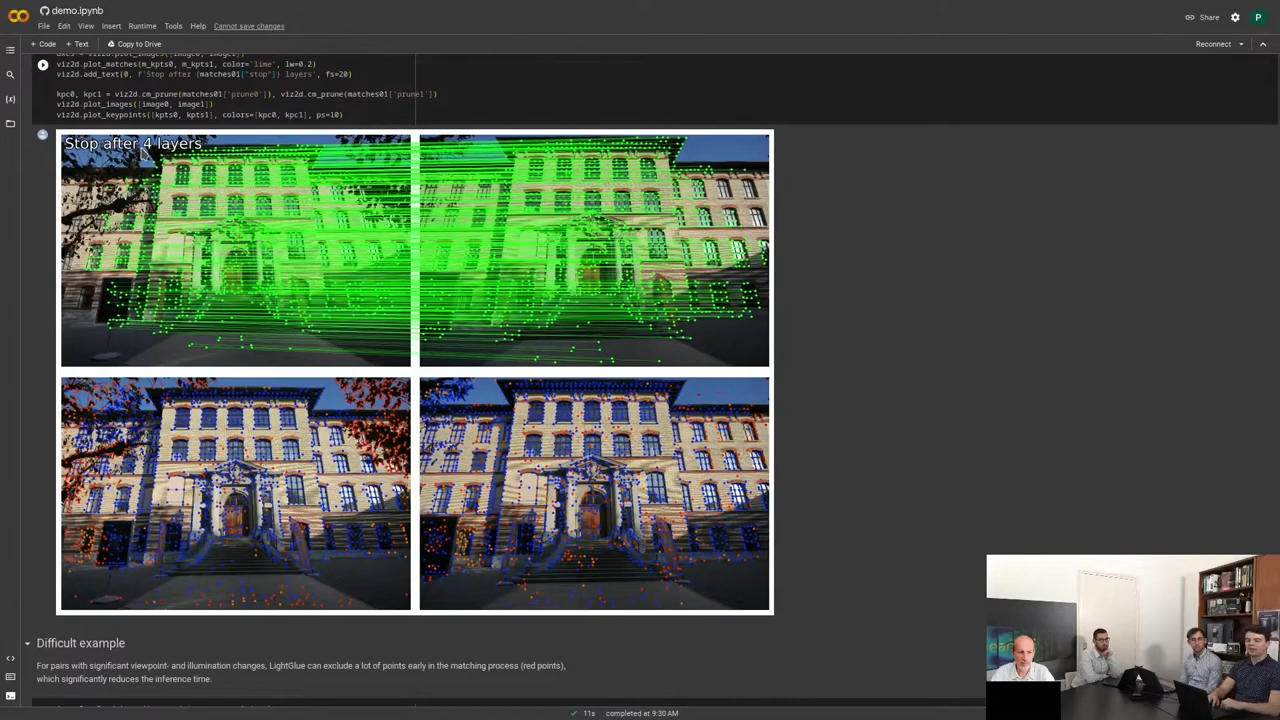 demo.ipynb
File Edit View Insert Runtime Tools Help Cannot save changes
Share
P
+ Code + Text Copy to Drive
Reconnect
viz2d.plot_matches(m_kpts0, m_kpts1, color='lime', lw=0.2)
viz2d.add_text(0, f'Stop after {matches01["stop"]} layers', fs=20)
kpc0, kpc1 = viz2d.cm_prune(matches01['prune0']), viz2d.cm_prune(matches01['prune1'])
viz2d.plot_images([image0, image1])
viz2d.plot_keypoints([kpts0, kpts1], colors=[kpc0, kpc1], ps=10)
Stop after 4 layers
Difficult example
For pairs with significant viewpoint- and illumination changes, LightGlue can exclude a lot of points early in the matching process (red points),
which significantly reduces the inference time.
11s completed at 9:30 AM